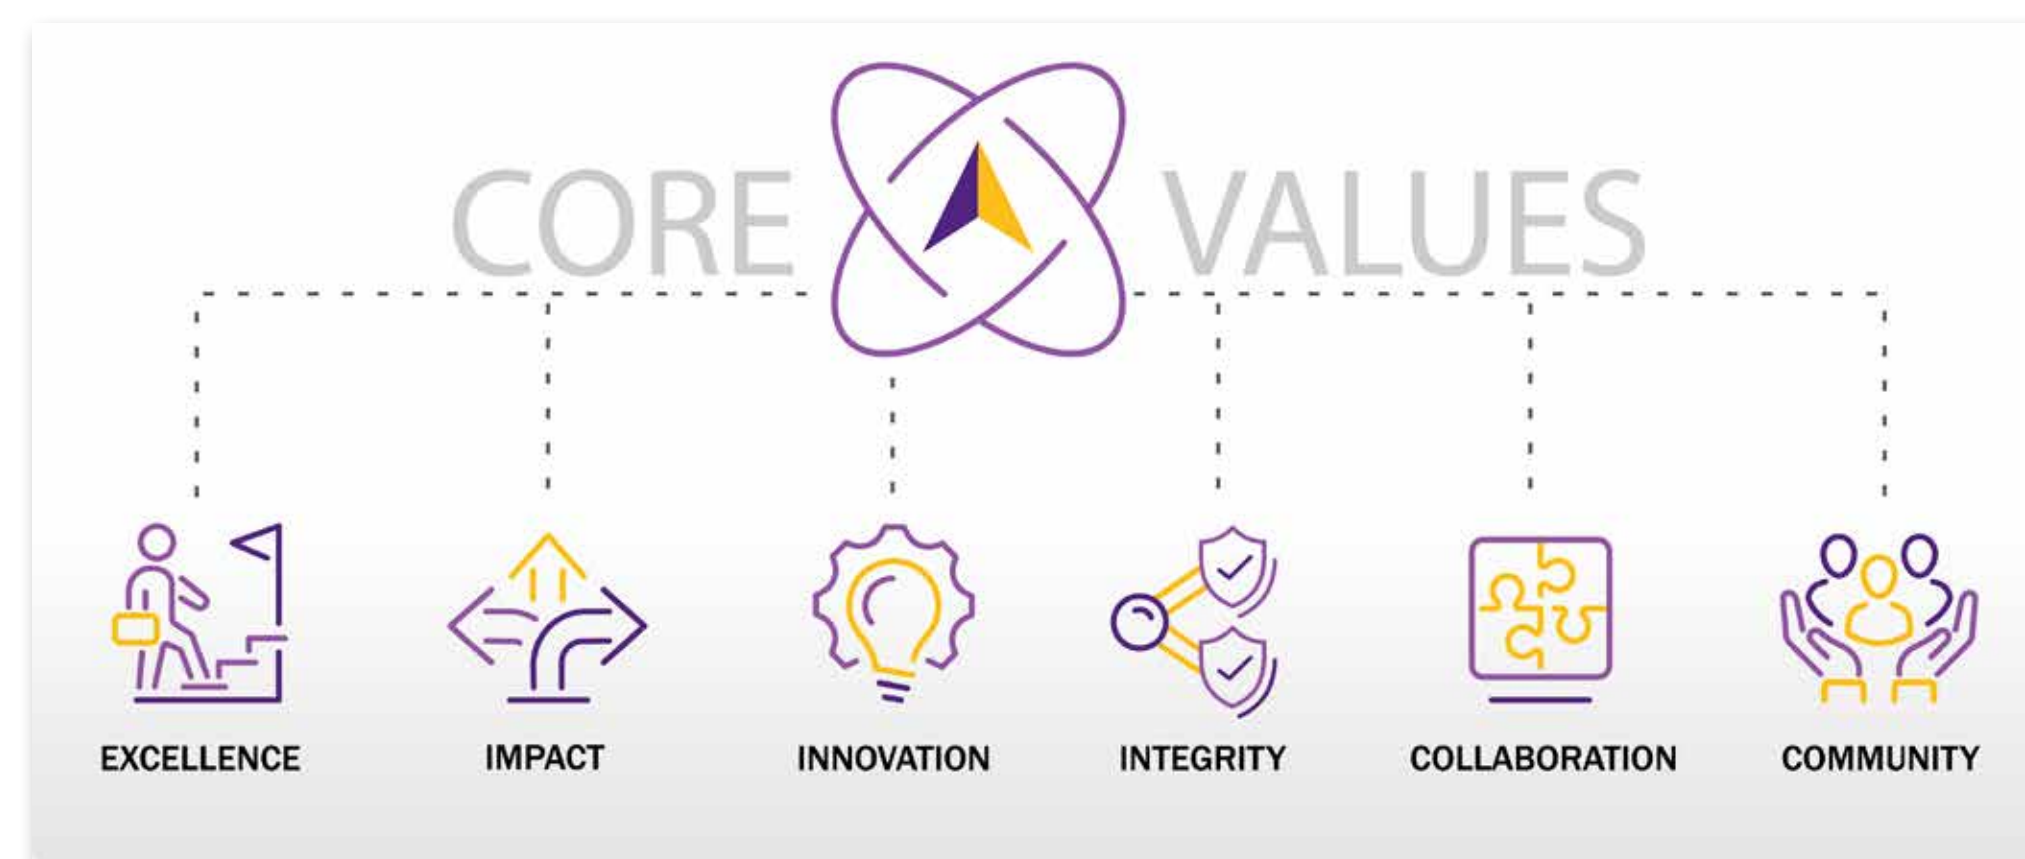 CORE VALUES
EXCELLENCE
IMPACT
INNOVATION
INTEGRITY
COLLABORATION
COMMUNITY